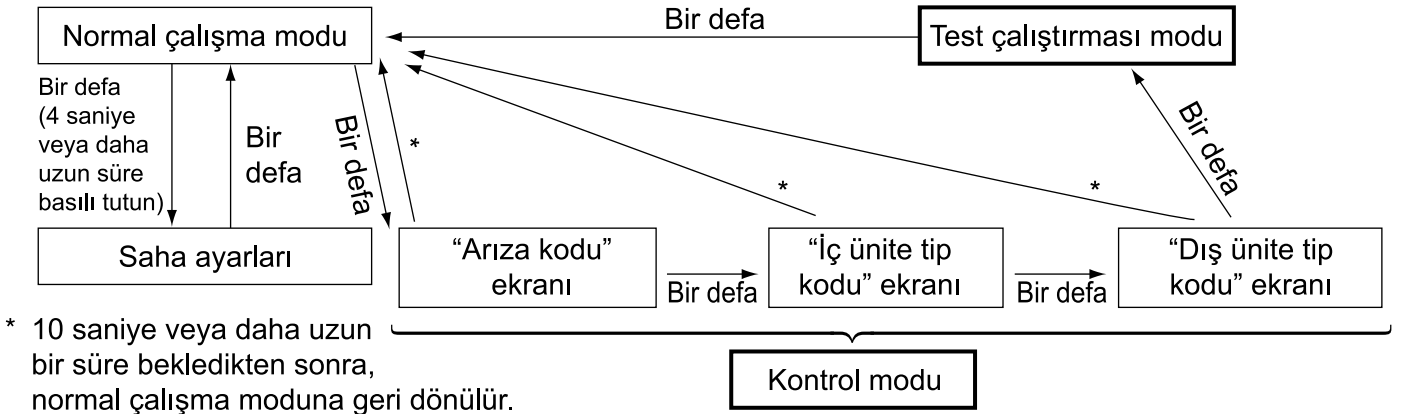 Normal çalışma modu
Bir defa
Test çalıştırması modu
Bir defa
(4 saniye
veya daha
uzun süre
basılı tutun)
Bir
defa
Bir defa
*
*
*
Bir defa
Saha ayarları
“Arıza kodu”
ekranı
Bir defa
“İç ünite tip
kodu” ekranı
Bir defa
“Dış ünite tip
kodu” ekranı
* 10 saniye veya daha uzun
bir süre bekledikten sonra,
normal çalışma moduna geri dönülür.
Kontrol modu